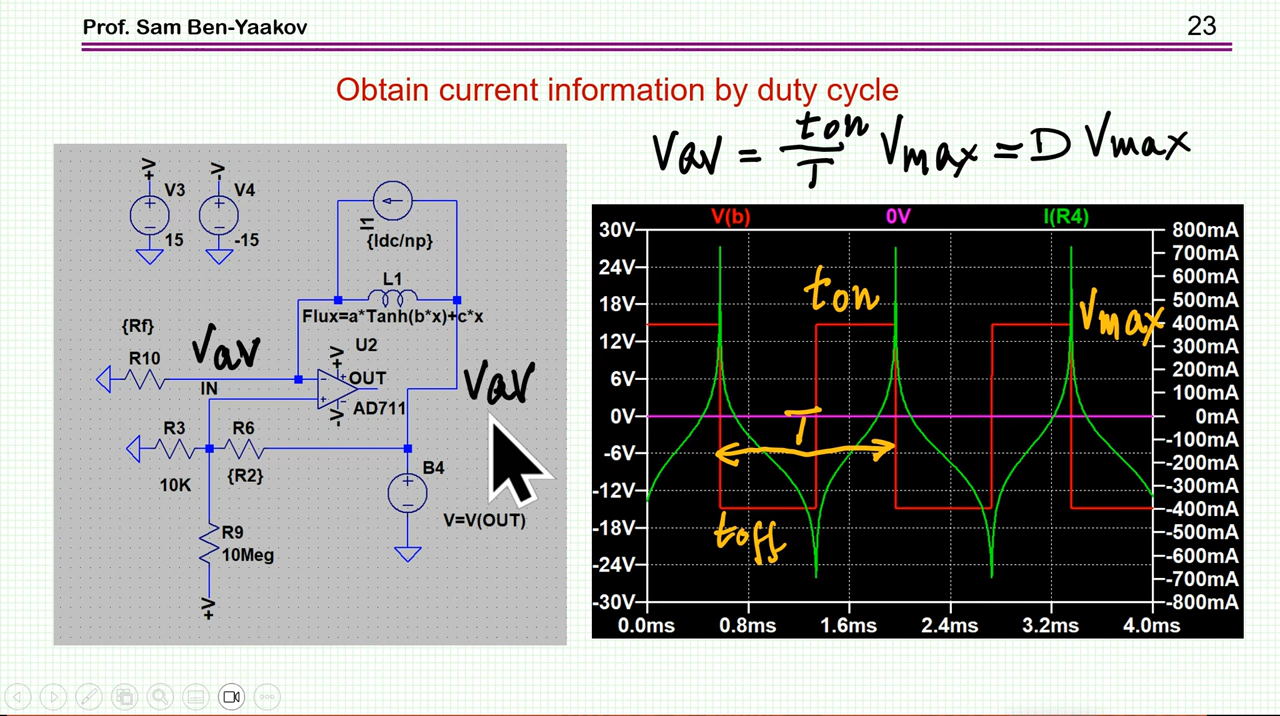 Prof. Sam Ben-Yaakov
23
Obtain current information by duty cycle
Vav = ton/T Vmax = D Vmax
+V
-V
V3
V4
15
-15
I1
{Idc/np}
L1
Flux=a*Tanh(b*x)+c*x
{Rf}
R10
Vav
IN
+V
U2
OUT
AD711
-V
Vav
R3
R6
10K
{R2}
B4
V=V(OUT)
R9
10Meg
+V
V(b)
0V
I(R4)
30V
24V
18V
12V
6V
0V
-6V
-12V
-18V
-24V
-30V
800mA
700mA
600mA
500mA
400mA
300mA
200mA
100mA
0mA
-100mA
-200mA
-300mA
-400mA
-500mA
-600mA
-700mA
-800mA
ton
Vmax
T
toff
0.0ms
0.8ms
1.6ms
2.4ms
3.2ms
4.0ms